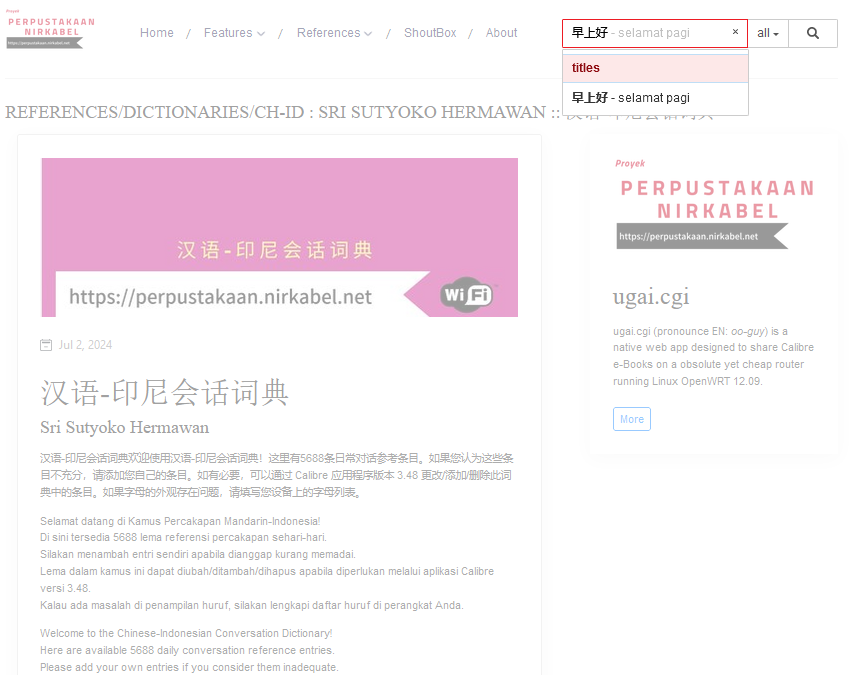 Proyek
PERPUSTAKAAN
NIRKABEL
https://perpustakaan.nirkabel.net
Home / Features / References / ShoutBox / About
早上好 - selamat pagi × all
titles
早上好 - selamat pagi
REFERENCES/DICTIONARIES/CH-ID : SRI SUTYOKO HERMAWAN :: 汉语-印尼会话词典
汉语-印尼会话词典
https://perpustakaan.nirkabel.net
WiFi
Jul 2, 2024
汉语-印尼会话词典
Sri Sutyoko Hermawan
汉语-印尼会话词典欢迎使用汉语-印尼会话词典！这里有5688条日常对话参考条目。如果您认为这些条
目不充分，请添加您自己的条目。如有必要，可以通过 Calibre 应用程序版本 3.48 更改/添加/删除此词
典中的条目。如果字母的外观存在问题，请填写您设备上的字母列表。
Selamat datang di Kamus Percakapan Mandarin-Indonesia!
Di sini tersedia 5688 lema referensi percakapan sehari-hari.
Silakan menambah entri sendiri apabila dianggap kurang memadai.
Lema dalam kamus ini dapat diubah/ditambah/dihapus apabila diperlukan melalui aplikasi Calibre
versi 3.48.
Kalau ada masalah di penampilan huruf, silakan lengkapi daftar huruf di perangkat Anda.
Welcome to the Chinese-Indonesian Conversation Dictionary!
Here are available 5688 daily conversation reference entries.
Please add your own entries if you consider them inadequate.
Proyek
PERPUSTAKAAN
NIRKABEL
https://perpustakaan.nirkabel.net
ugai.cgi
ugai.cgi (pronounce EN: oo-guy) is a
native web app designed to share Calibre
e-Books on a obsolete yet cheap router
running Linux OpenWRT 12.09.
More